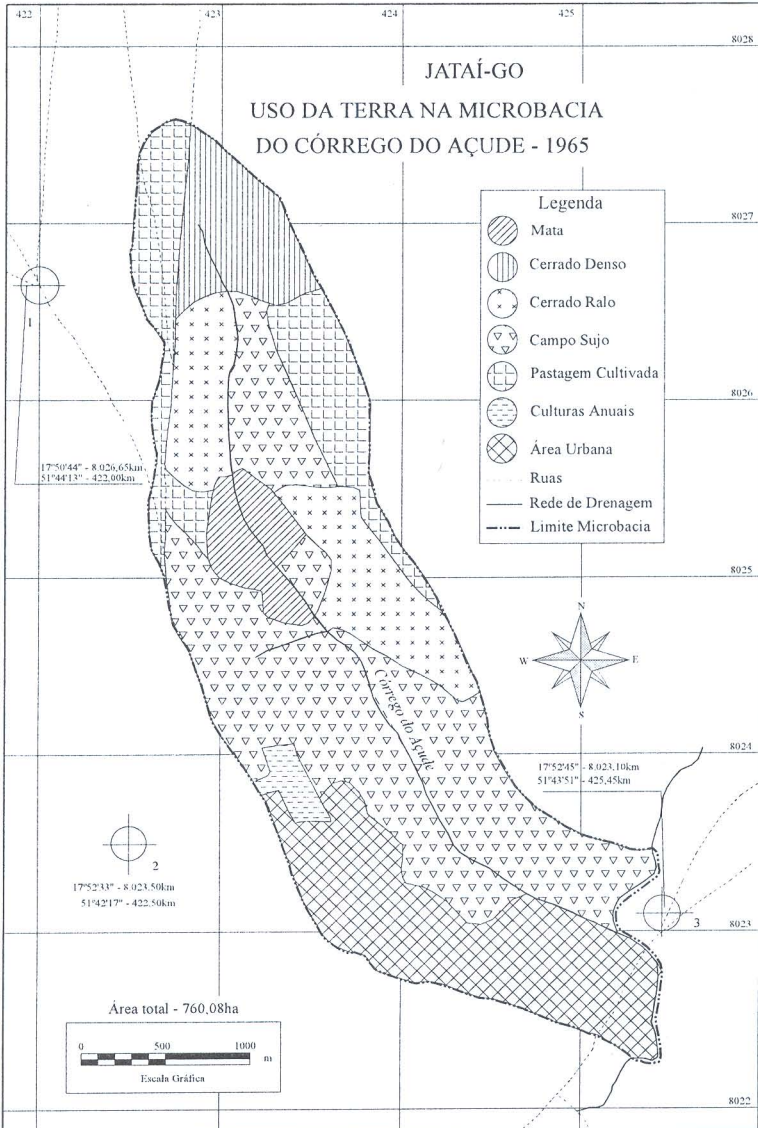 422 423 424 425
8028
JATAÍ-GO
USO DA TERRA NA MICROBACIA
DO CÓRREGO DO AÇUDE - 1965
8027
Legenda
Mata
Cerrado Denso
Cerrado Ralo
Campo Sujo
Pastagem Cultivada
Culturas Anuais
Área Urbana
Ruas
Rede de Drenagem
Limite Microbacia
1
8026
17°50'44" - 8.026,65km
51°44'13" - 422,00km
8025
N
W E
S
Córrego do Açude
8024
17°52'45" - 8.023,10km
51°43'51" - 425,45km
2
17°52'33" - 8.023,50km
51°42'17" - 422,50km
3
8023
Área total - 760,08ha
0 500 1000 m
Escala Gráfica
8022